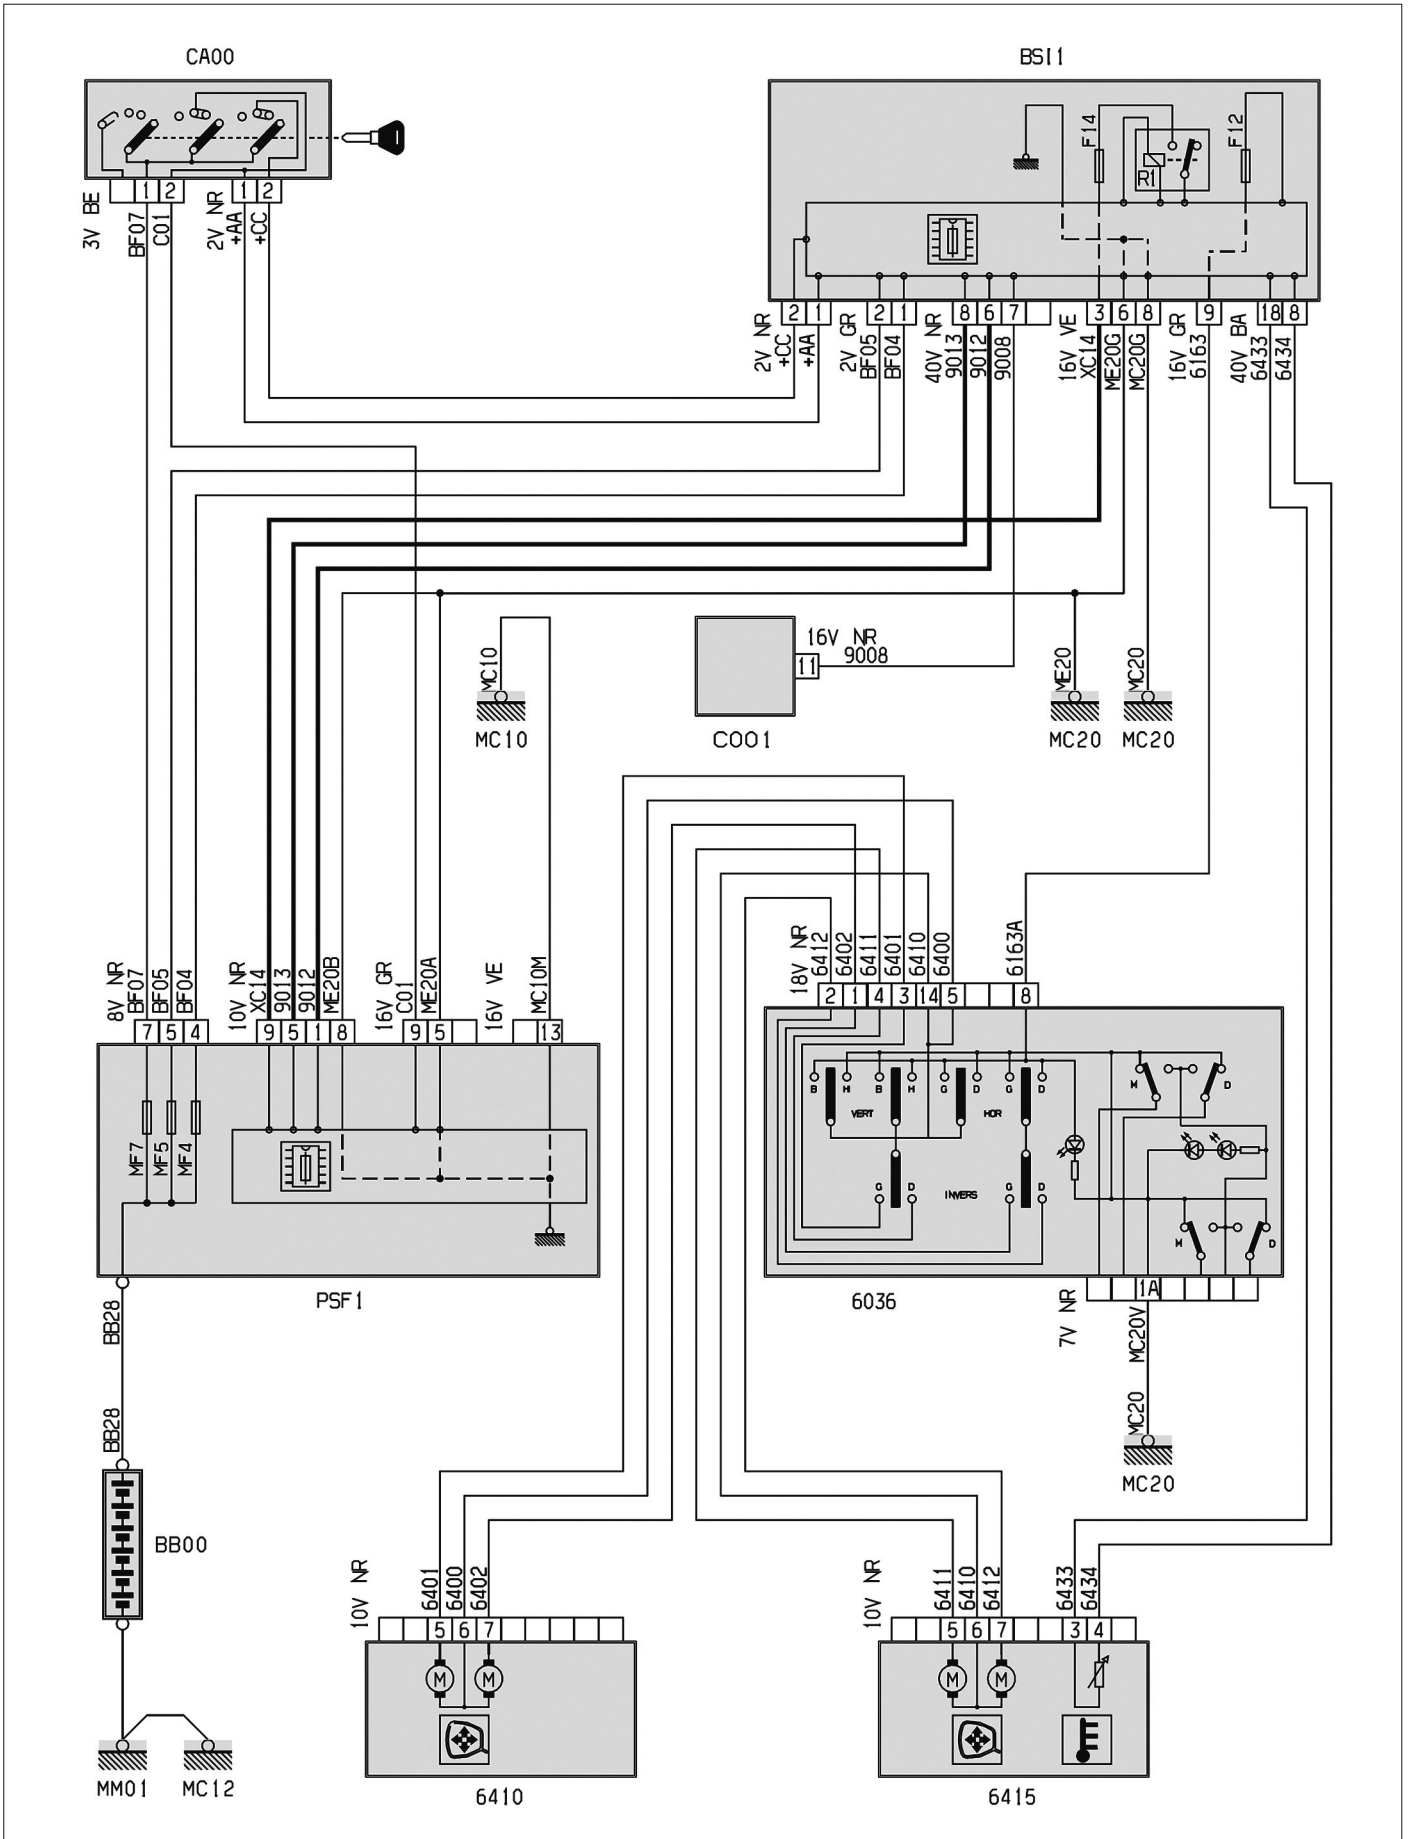 CA00
BSI1
F14
F12
R1
1 2 1 2
3V BE
BF07
C01
2V NR
+AA
+CC
2 1 2 1 8 6 7 3 6 8 9 18 8
2V NR
+CC
+AA
2V GR
BF05
BF04
40V NR
9013
9012
9008
16V VE
XC14
ME20G
MC20G
16V GR
6163
40V BA
6433
6434
16V NR
9008
11
C001
MC10
MC10
ME20
MC20
MC20
MC20
8V NR
BF07
BF05
BF04
10V NR
XC14
9013
9012
ME20B
16V GR
C01
ME20A
16V VE
MC10M
7 5 4 9 5 1 8 9 5 13
MF7
MF5
MF4
PSF1
18V NR
6412
6402
6411
6401
6410
6400
6163A
2 1 4 3 14 5 8
B H B H G D G D
VERT
HOR
M D
G D INVERS G D
M D
6036
1A
7V NR
MC20V
MC20
MC20
BB28
BB28
BB00
MM01
MC12
10V NR
6401
6400
6402
5 6 7
M M
6410
10V NR
6411
6410
6412
6433
6434
5 6 7 3 4
M M
6415